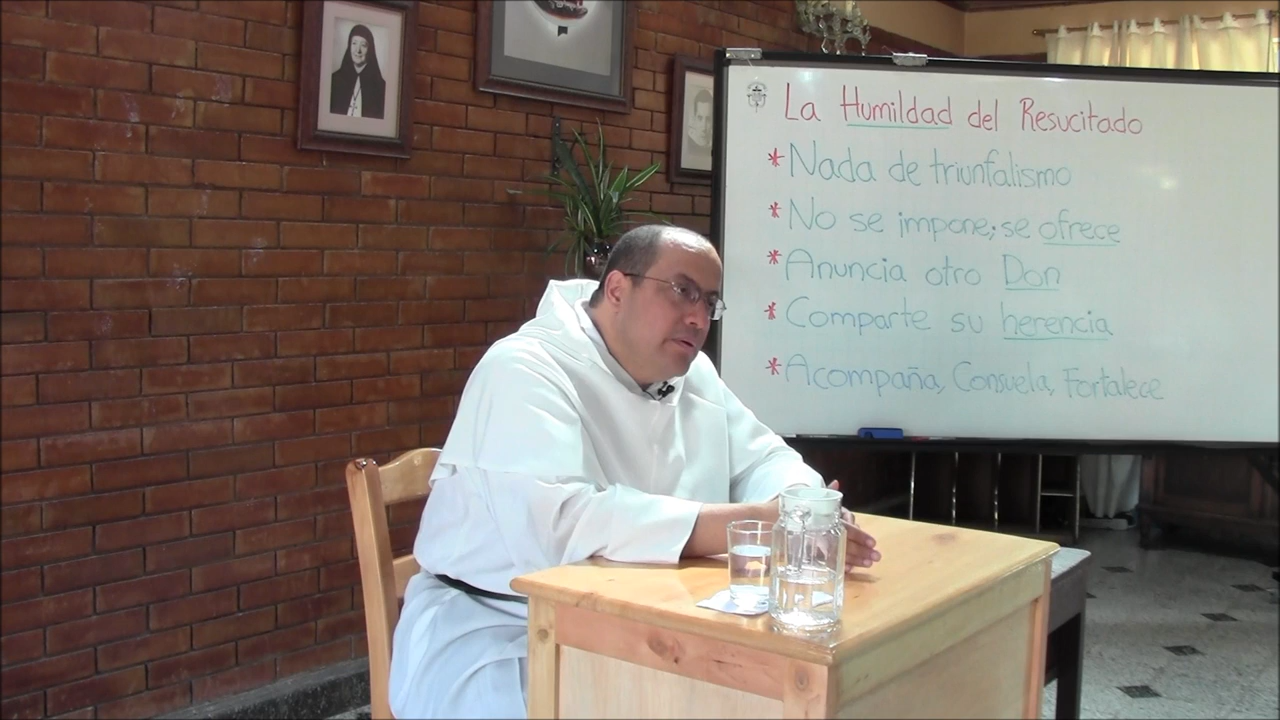 La Humildad del Resucitado
* Nada de triunfalismo
* No se impone; se ofrece
* Anuncia otro Don
* Comparte su herencia
* Acompaña, Consuela, Fortalece